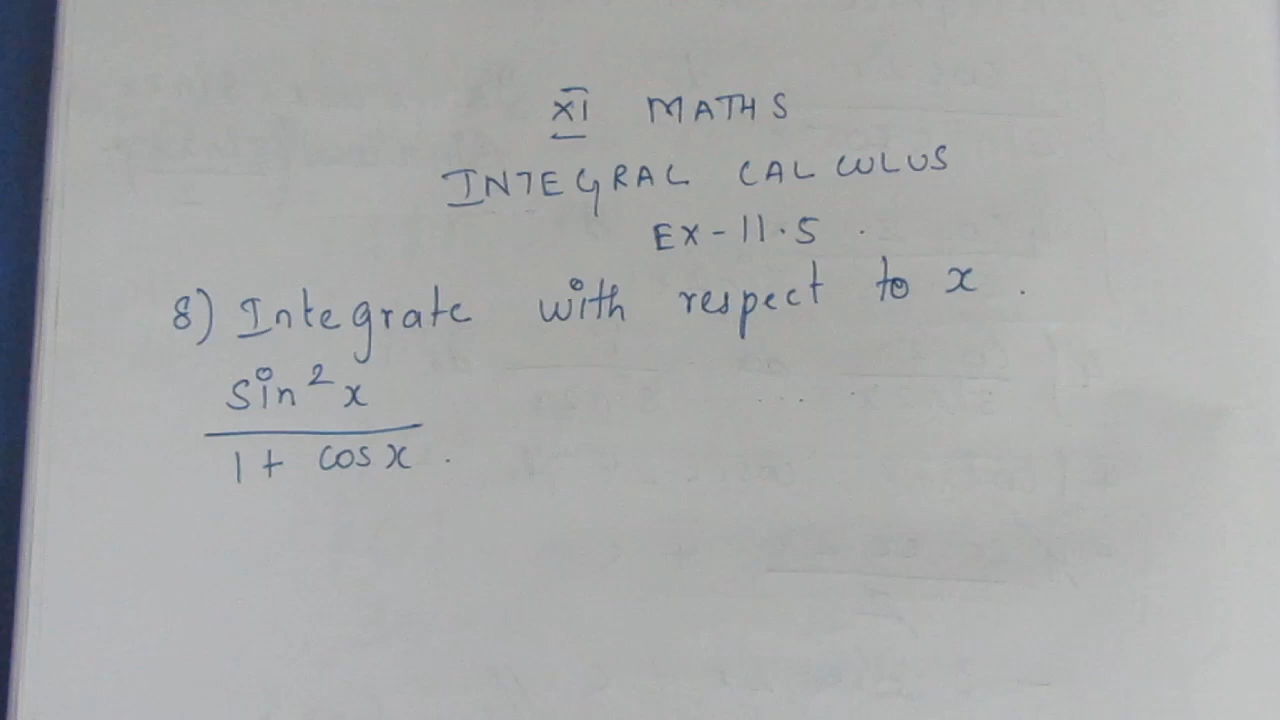 XI MATHS
INTEGRAL CALCULUS
EX-11.5.
8) Integrate with respect to x.
sin²x
1 + cos x.